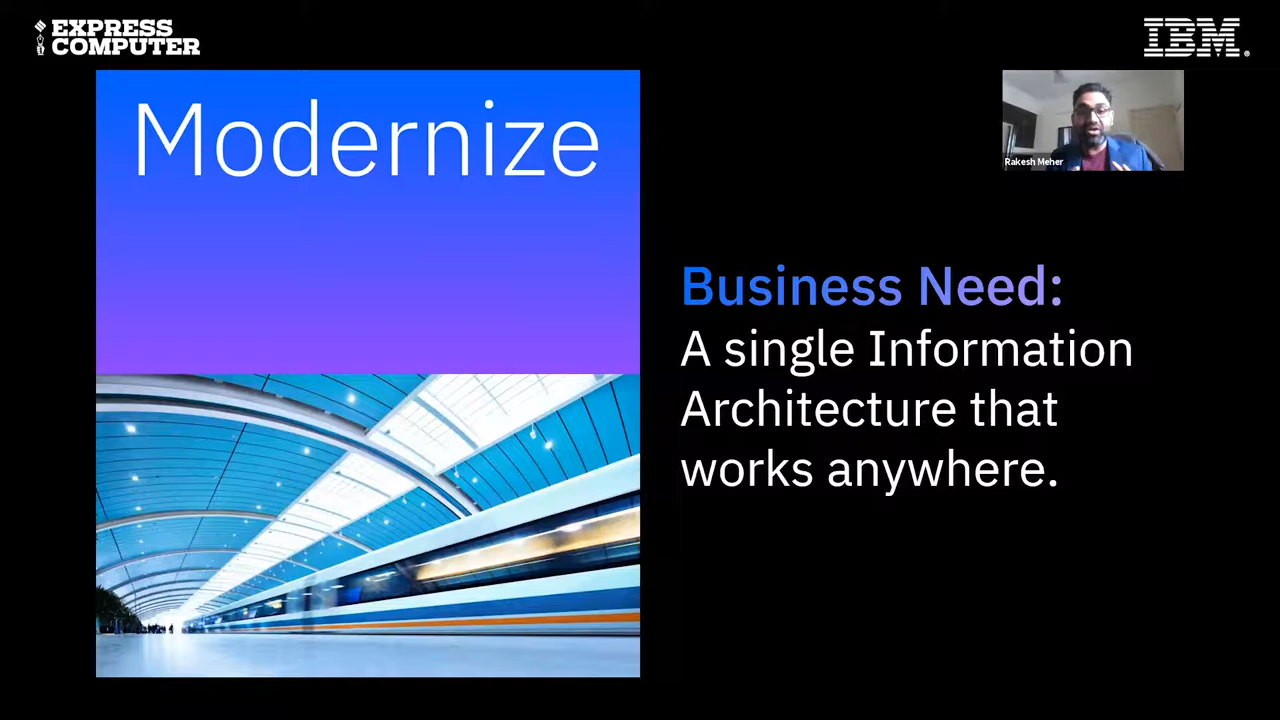 EXPRESS
COMPUTER
IBM®
Modernize
Rakesh Meher
Business Need:
A single Information
Architecture that
works anywhere.